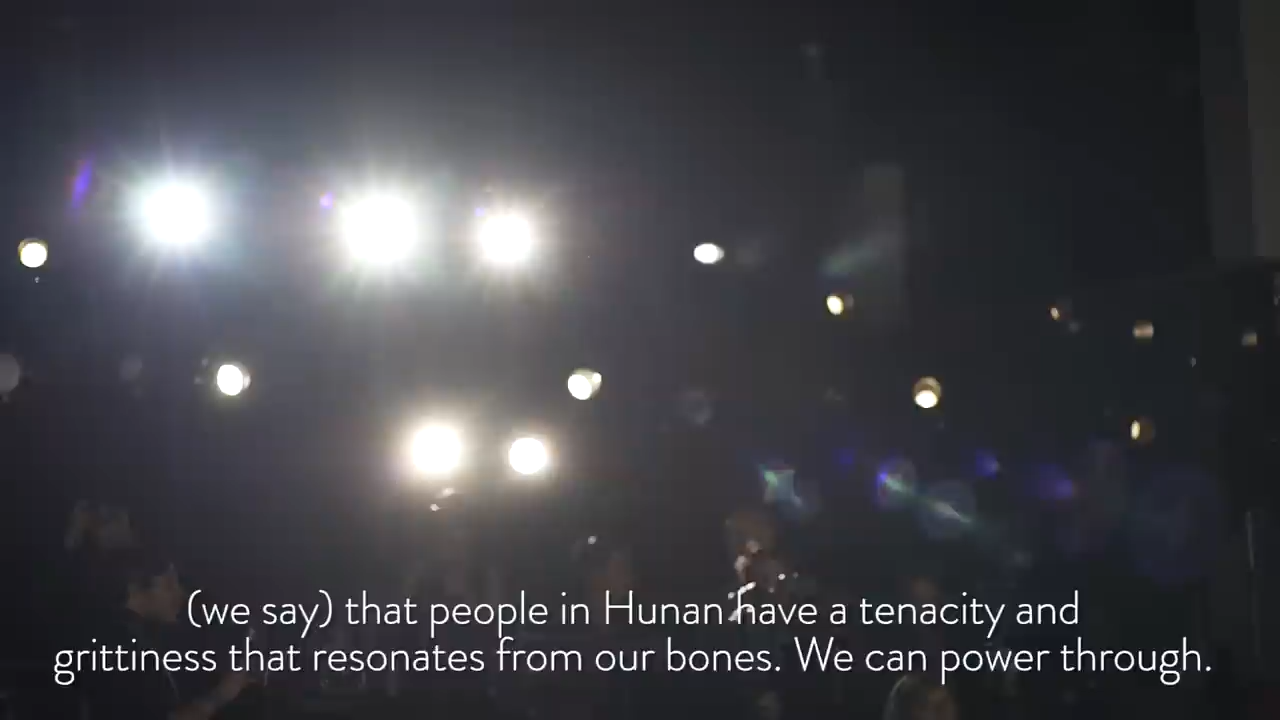 (we say) that people in Hunan have a tenacity and
grittiness that resonates from our bones. We can power through.